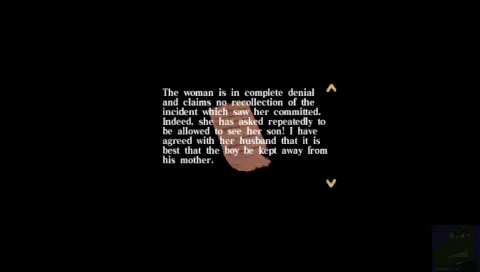 The woman is in complete denial
and claims no recollection of the
incident which saw her committed.
Indeed, she has asked repeatedly to
be allowed to see her son! I have
agreed with her husband that it is
best that the boy be kept away from
his mother.